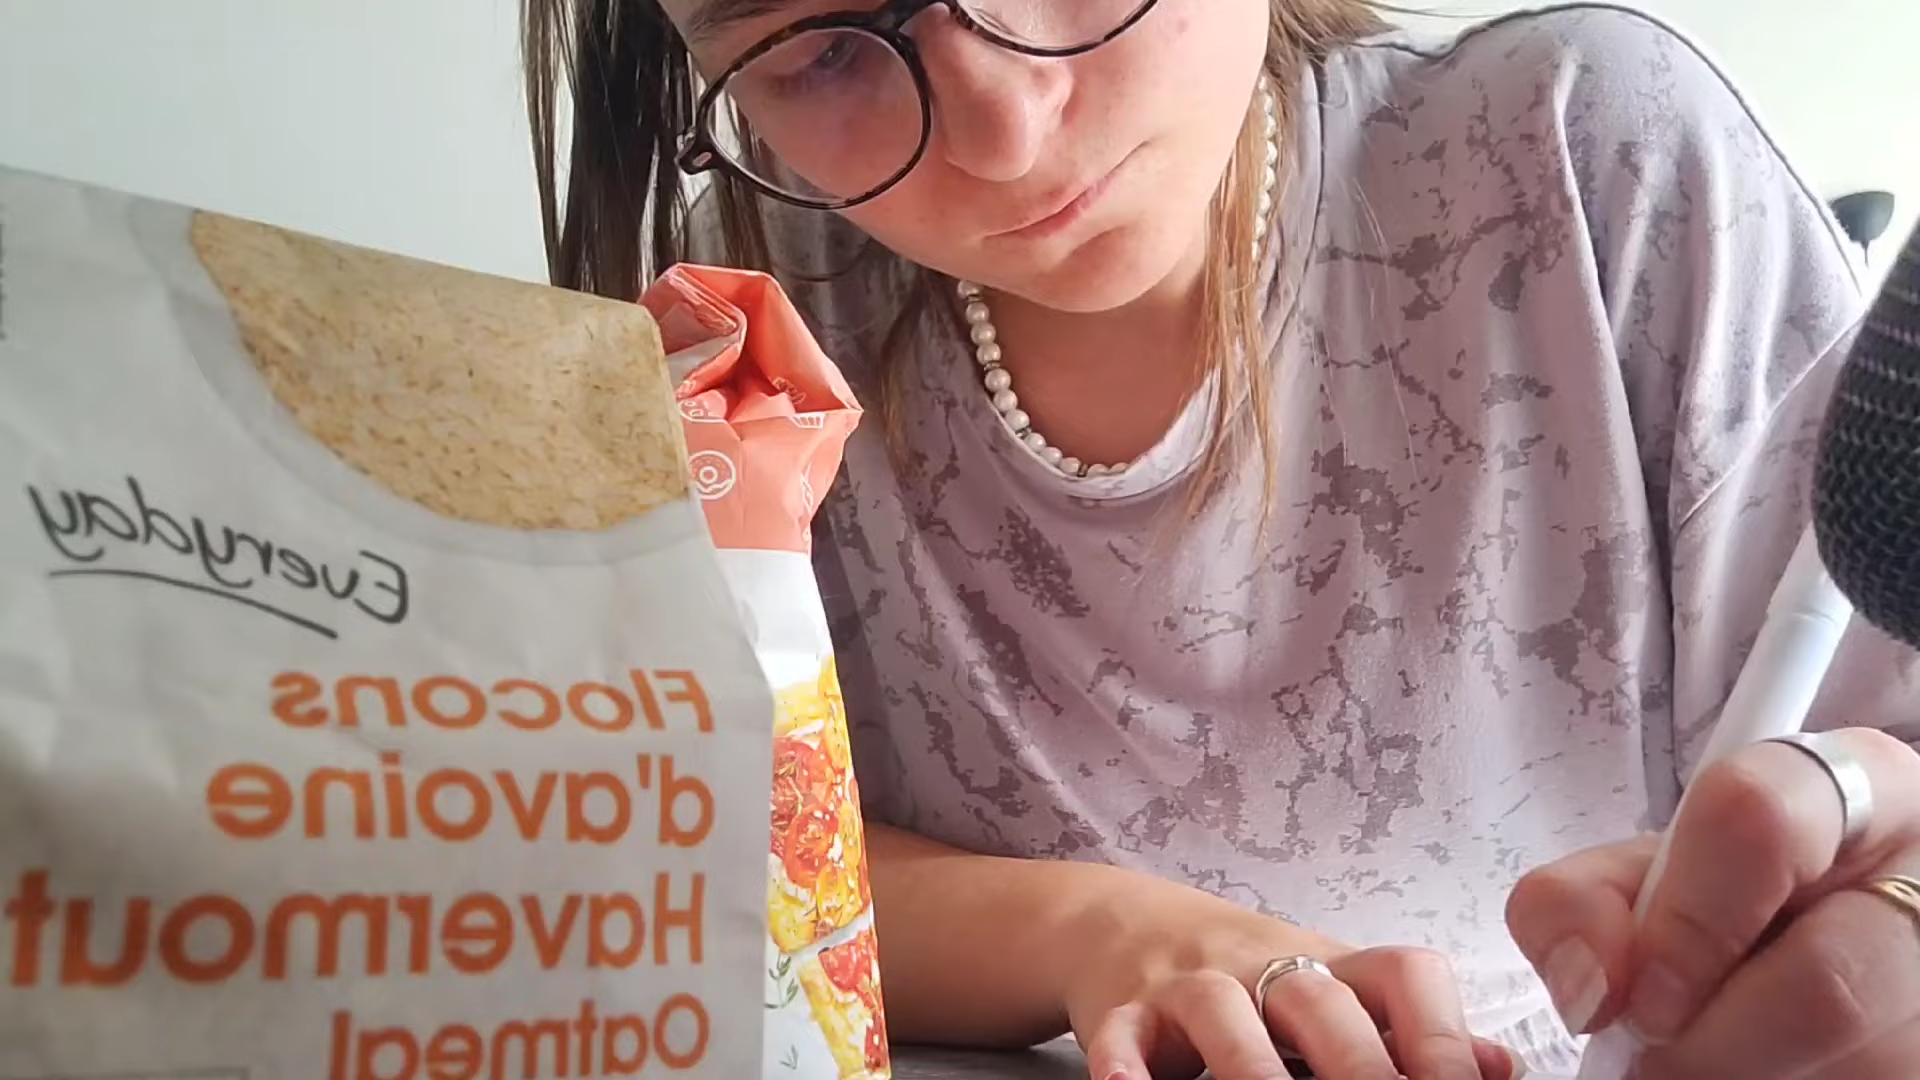 Everyday
Flocons
d'avoine
Havermout
Oatmeal